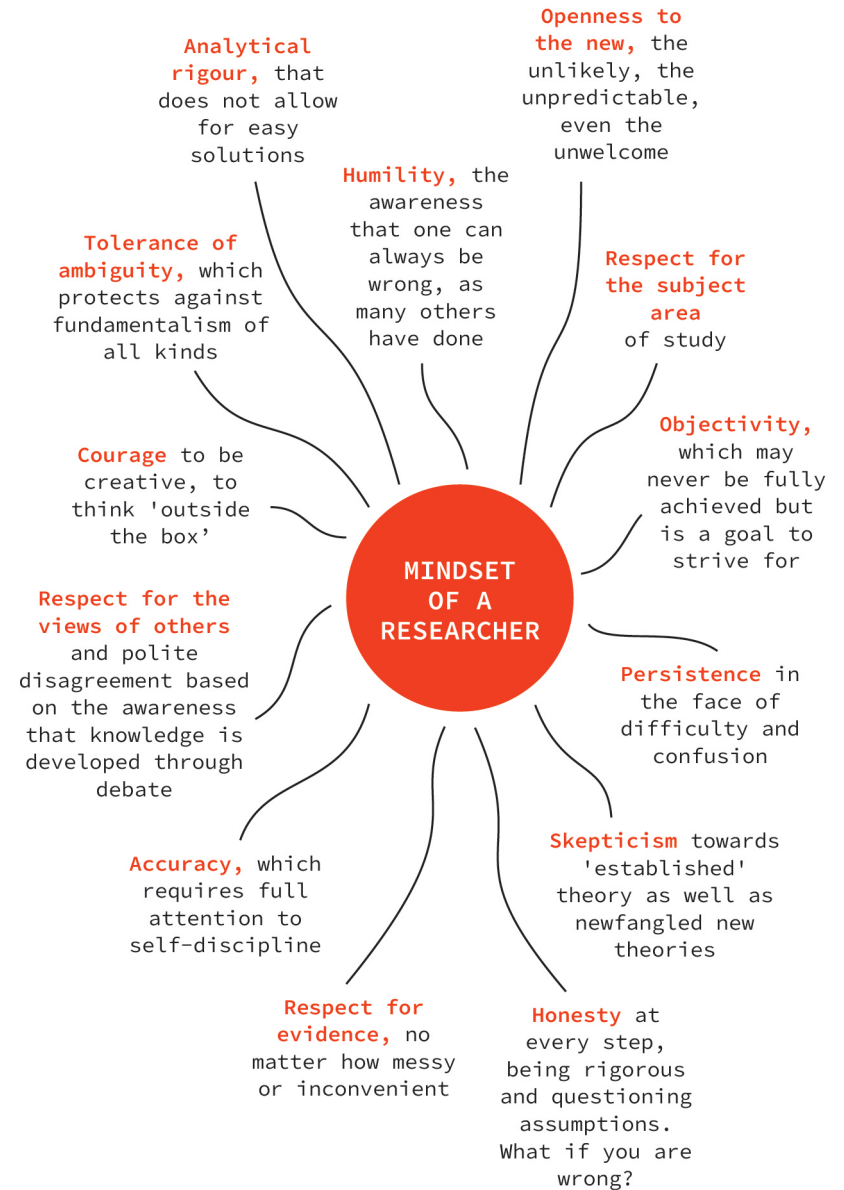 Openness to
the new, the
unlikely, the
unpredictable,
even the
unwelcome
Analytical
rigour, that
does not allow
for easy
solutions
Humility, the
awareness
that one can
always be
wrong, as
many others
have done
Tolerance of
ambiguity, which
protects against
fundamentalism of
all kinds
Respect for
the subject
area
of study
Objectivity,
which may
never be fully
achieved but
is a goal to
strive for
Courage to be
creative, to
think 'outside
the box’
MINDSET
OF A
RESEARCHER
Respect for the
views of others
and polite
disagreement based
on the awareness
that knowledge is
developed through
debate
Persistence in
the face of
difficulty and
confusion
Accuracy, which
requires full
attention to
self-discipline
Skepticism towards
'established'
theory as well as
newfangled new
theories
Respect for
evidence, no
matter how messy
or inconvenient
Honesty at
every step,
being rigorous
and questioning
assumptions.
What if you are
wrong?